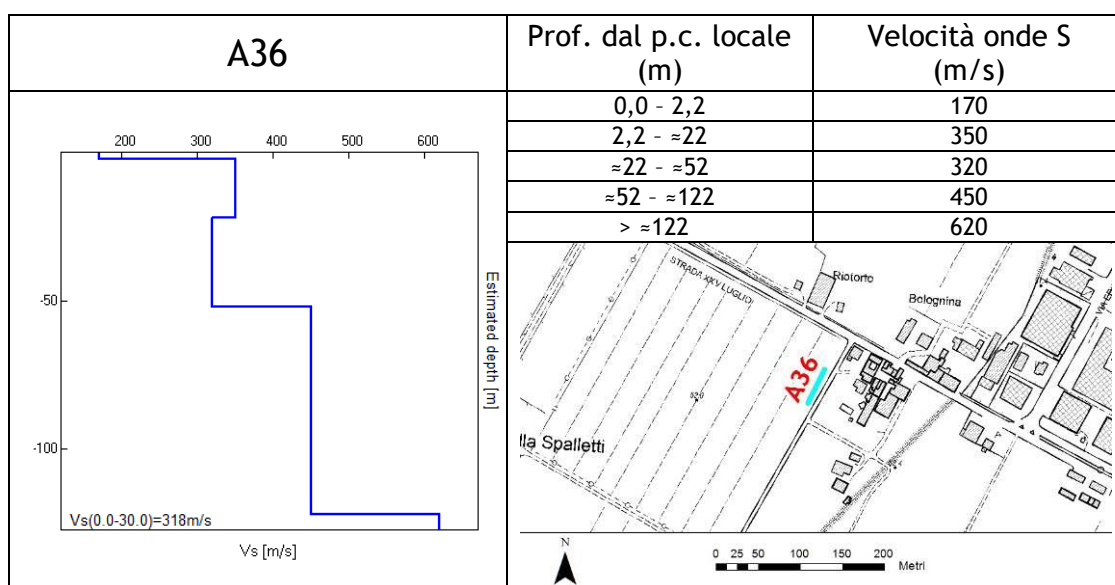 A36
Prof. dal p.c. locale
(m)
Velocità onde S
(m/s)
0,0 – 2,2 170
2,2 – ≈22 350
≈22 – ≈52 320
≈52 – ≈122 450
> ≈122 620
200 300 400 500 600
-50
-100
Estimated depth [m]
Vs(0.0-30.0)=318m/s
Vs [m/s]
STRADA XXV LUGLIO
Riotorto
Bolognina
A36
lla Spalletti
N
0 25 50 100 150 200
Metri